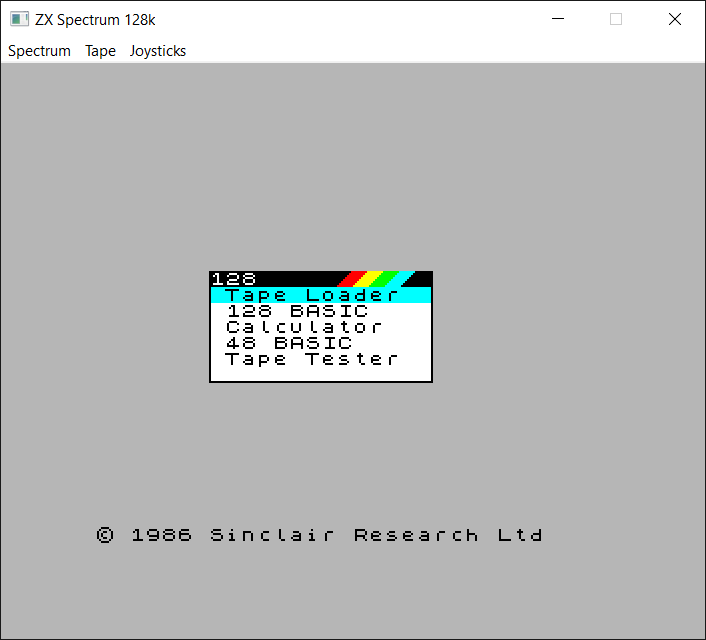 ZX Spectrum 128k
Spectrum Tape Joysticks
128
Tape Loader
128 BASIC
Calculator
48 BASIC
Tape Tester
© 1986 Sinclair Research Ltd